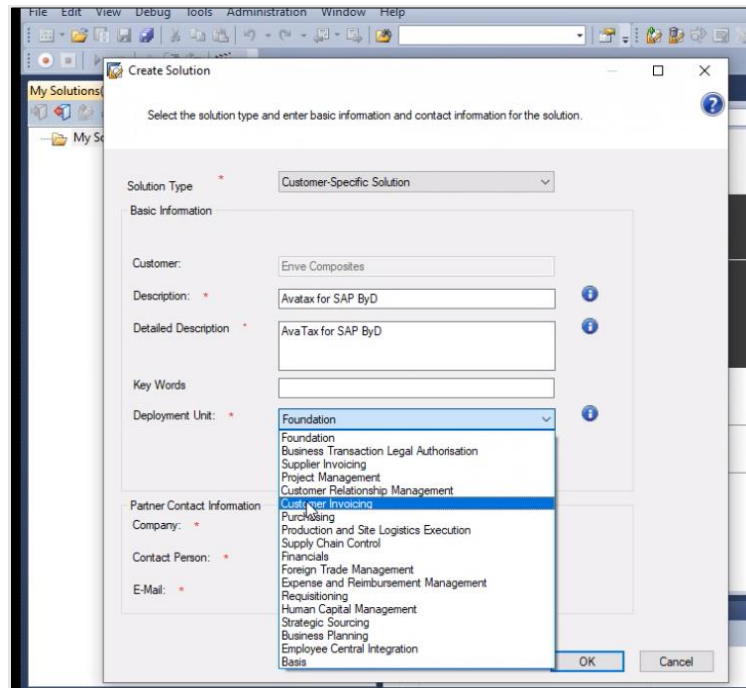 File Edit View Debug Tools Administration Window Help
My Solutions(
My So
Create Solution
Select the solution type and enter basic information and contact information for the solution.
Solution Type * Customer-Specific Solution
Basic Information
Customer: Enve Composites
Description: * Avatax for SAP ByD
Detailed Description * AvaTax for SAP ByD
Key Words
Deployment Unit: * Foundation
Foundation
Business Transaction Legal Authorisation
Supplier Invoicing
Project Management
Customer Relationship Management
Customer Invoicing
Purchasing
Production and Site Logistics Execution
Supply Chain Control
Financials
Foreign Trade Management
Expense and Reimbursement Management
Requisitioning
Human Capital Management
Strategic Sourcing
Business Planning
Employee Central Integration
Basis
Partner Contact Information
Company: *
Contact Person: *
E-Mail: *
OK Cancel